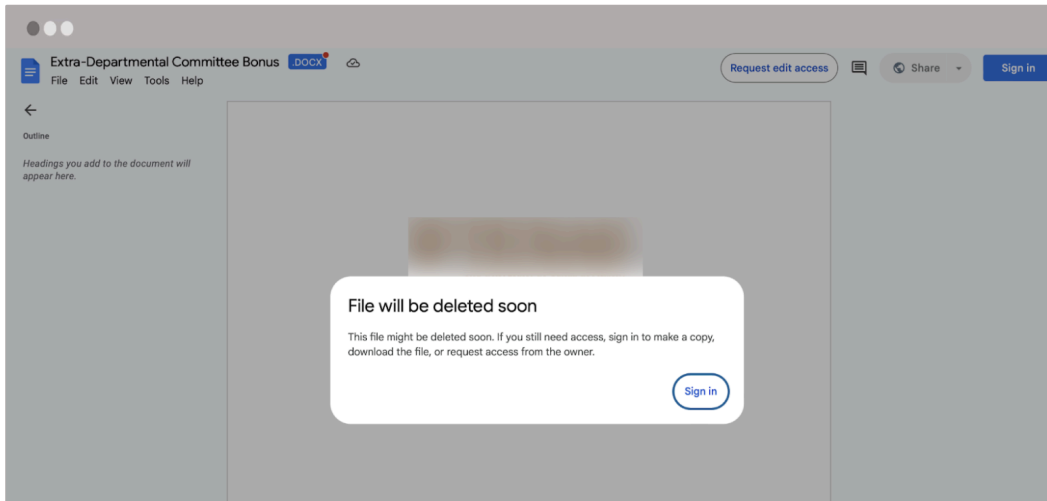 Extra-Departmental Committee Bonus .DOCX
File Edit View Tools Help
Request edit access
Share
Sign in
Outline
Headings you add to the document will
appear here.
File will be deleted soon
This file might be deleted soon. If you still need access, sign in to make a copy,
download the file, or request access from the owner.
Sign in